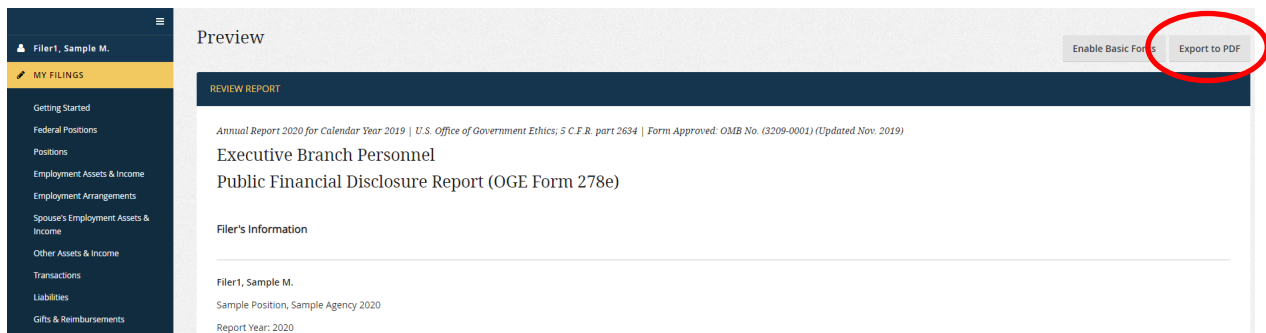 Filer1, Sample M.
MY FILINGS
Getting Started
Federal Positions
Positions
Employment Assets & Income
Employment Arrangements
Spouse's Employment Assets &
Income
Other Assets & Income
Transactions
Liabilities
Gifts & Reimbursements
Preview
Enable Basic Fonts
Export to PDF
REVIEW REPORT
Annual Report 2020 for Calendar Year 2019 | U.S. Office of Government Ethics; 5 C.F.R. part 2634 | Form Approved: OMB No. (3209-0001) (Updated Nov. 2019)
Executive Branch Personnel
Public Financial Disclosure Report (OGE Form 278e)
Filer's Information
Filer1, Sample M.
Sample Position, Sample Agency 2020
Report Year: 2020